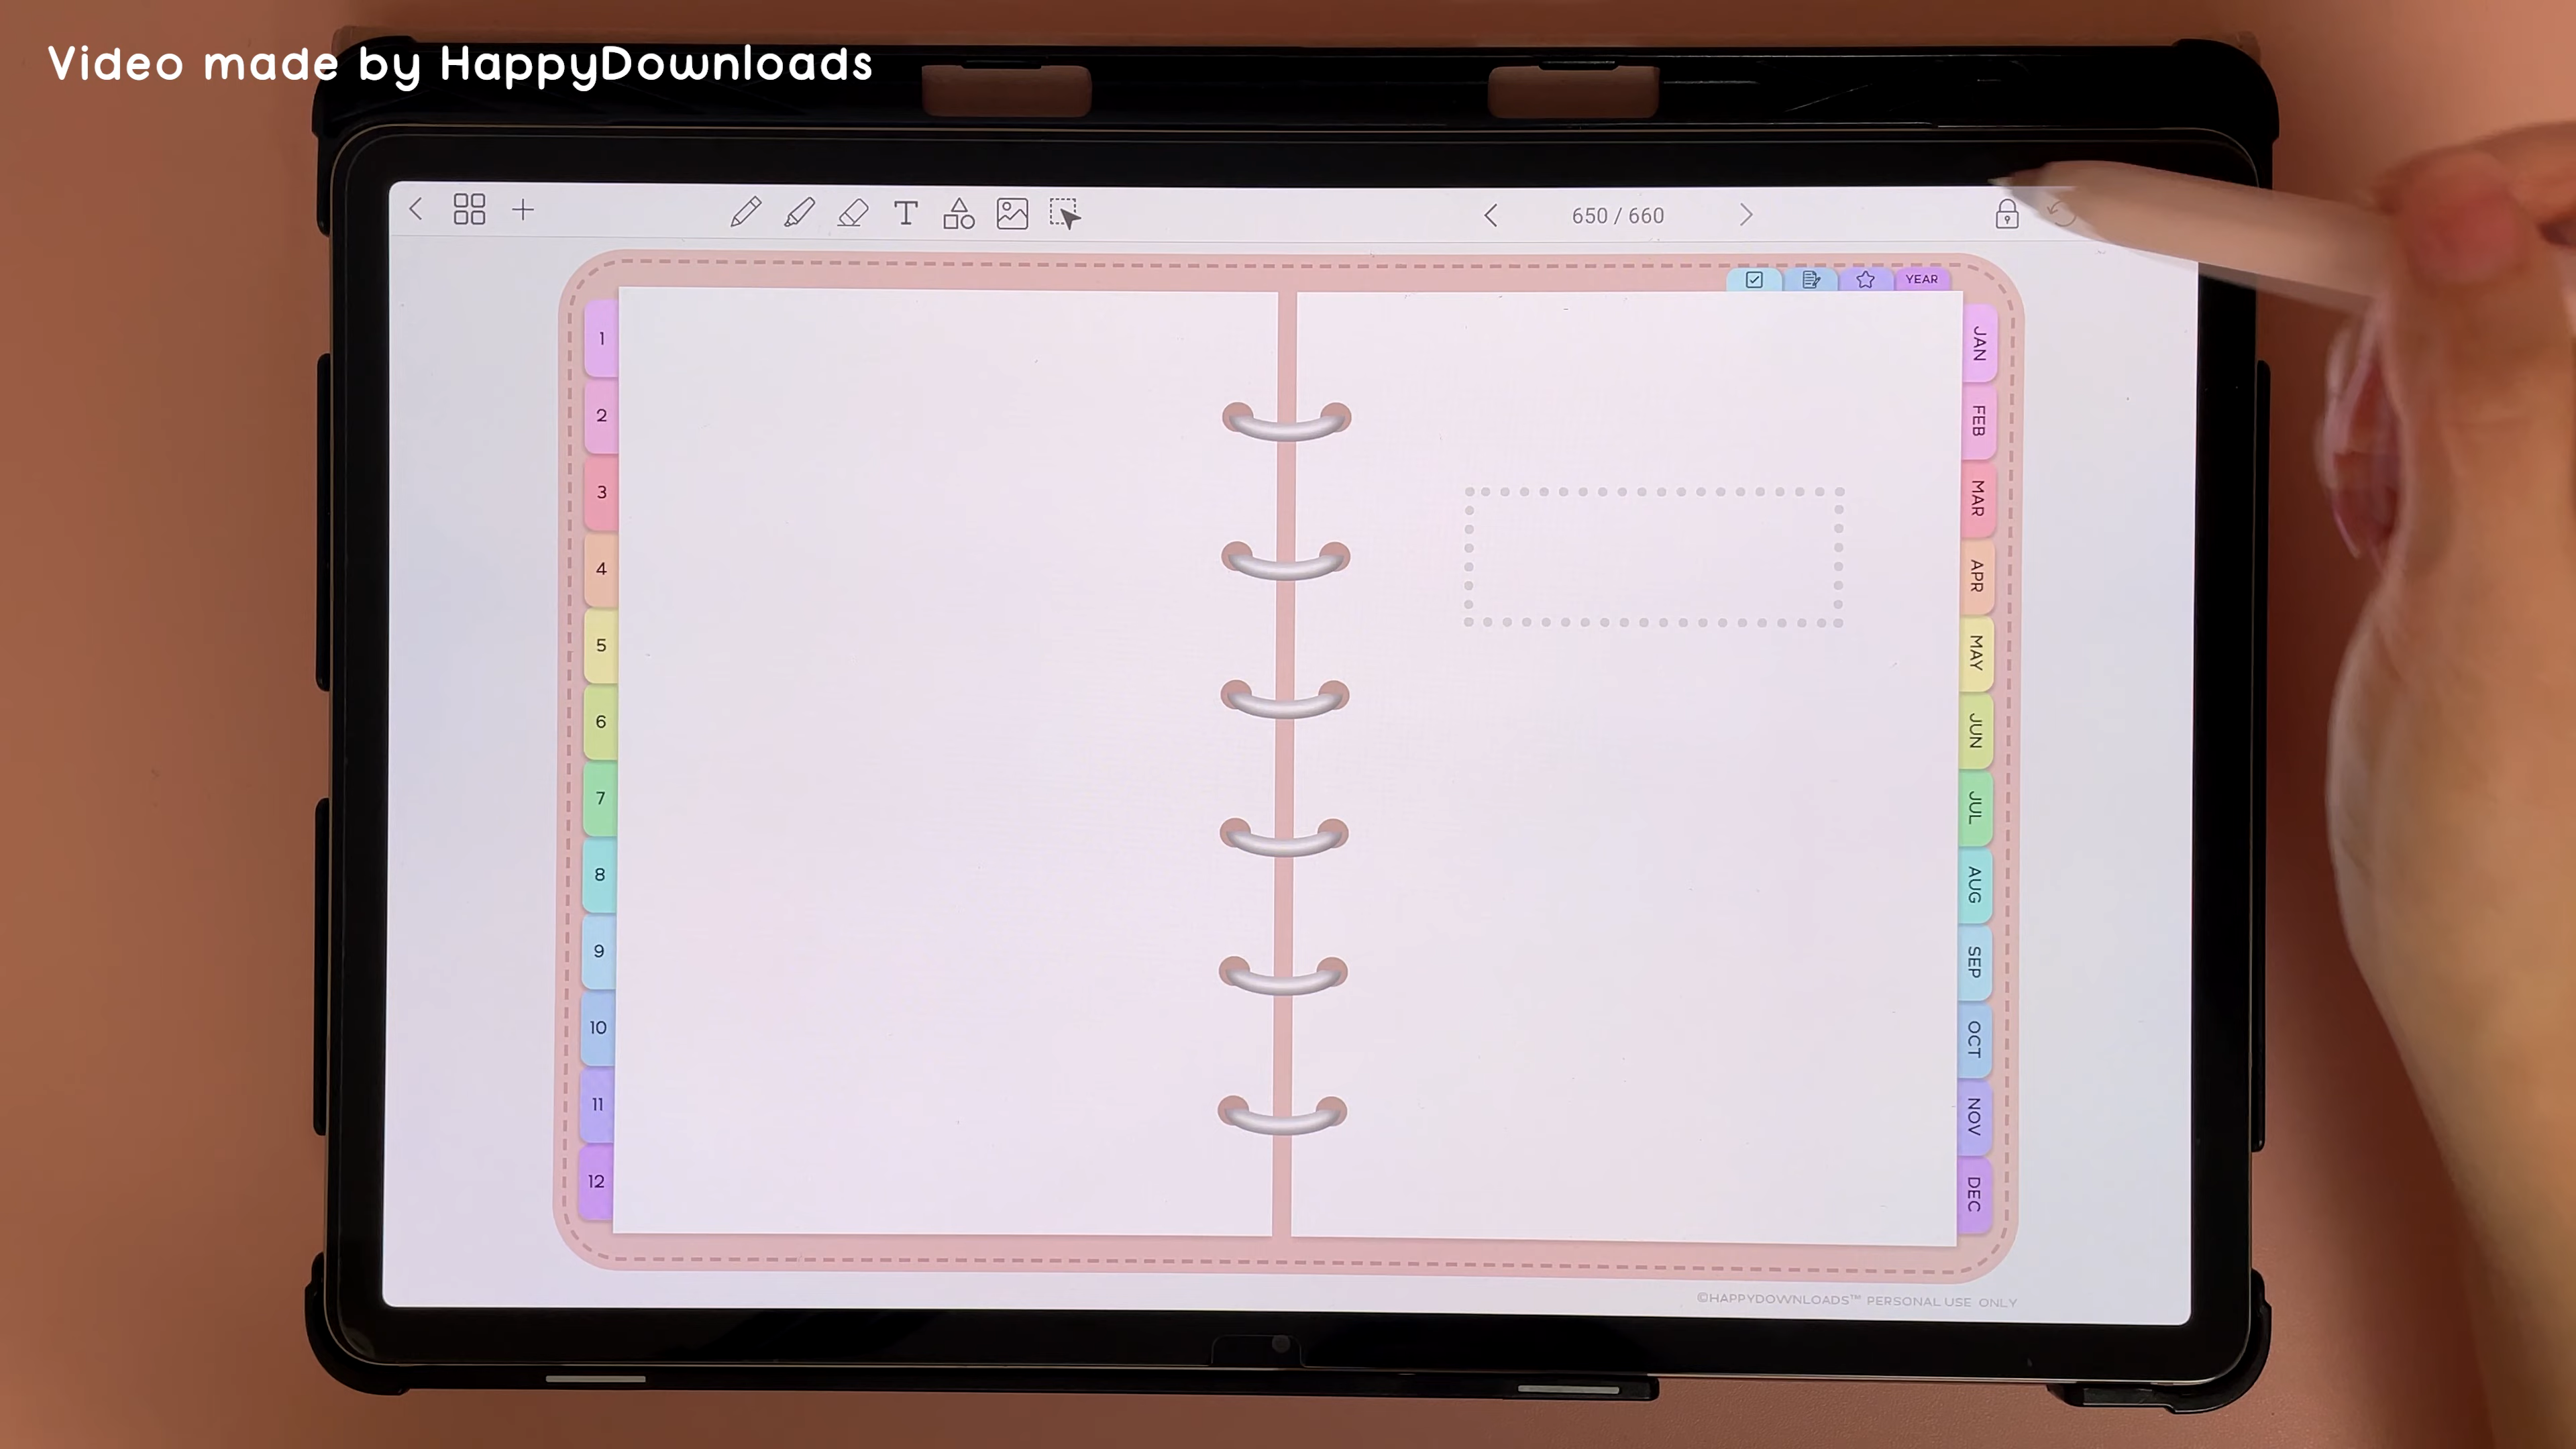 Video made by HappyDownloads
650 / 660
YEAR
1
2
3
4
5
6
7
8
9
10
11
12
JAN
FEB
MAR
APR
MAY
JUN
JUL
AUG
SEP
OCT
NOV
DEC
©HAPPYDOWNLOADS™ PERSONAL USE ONLY